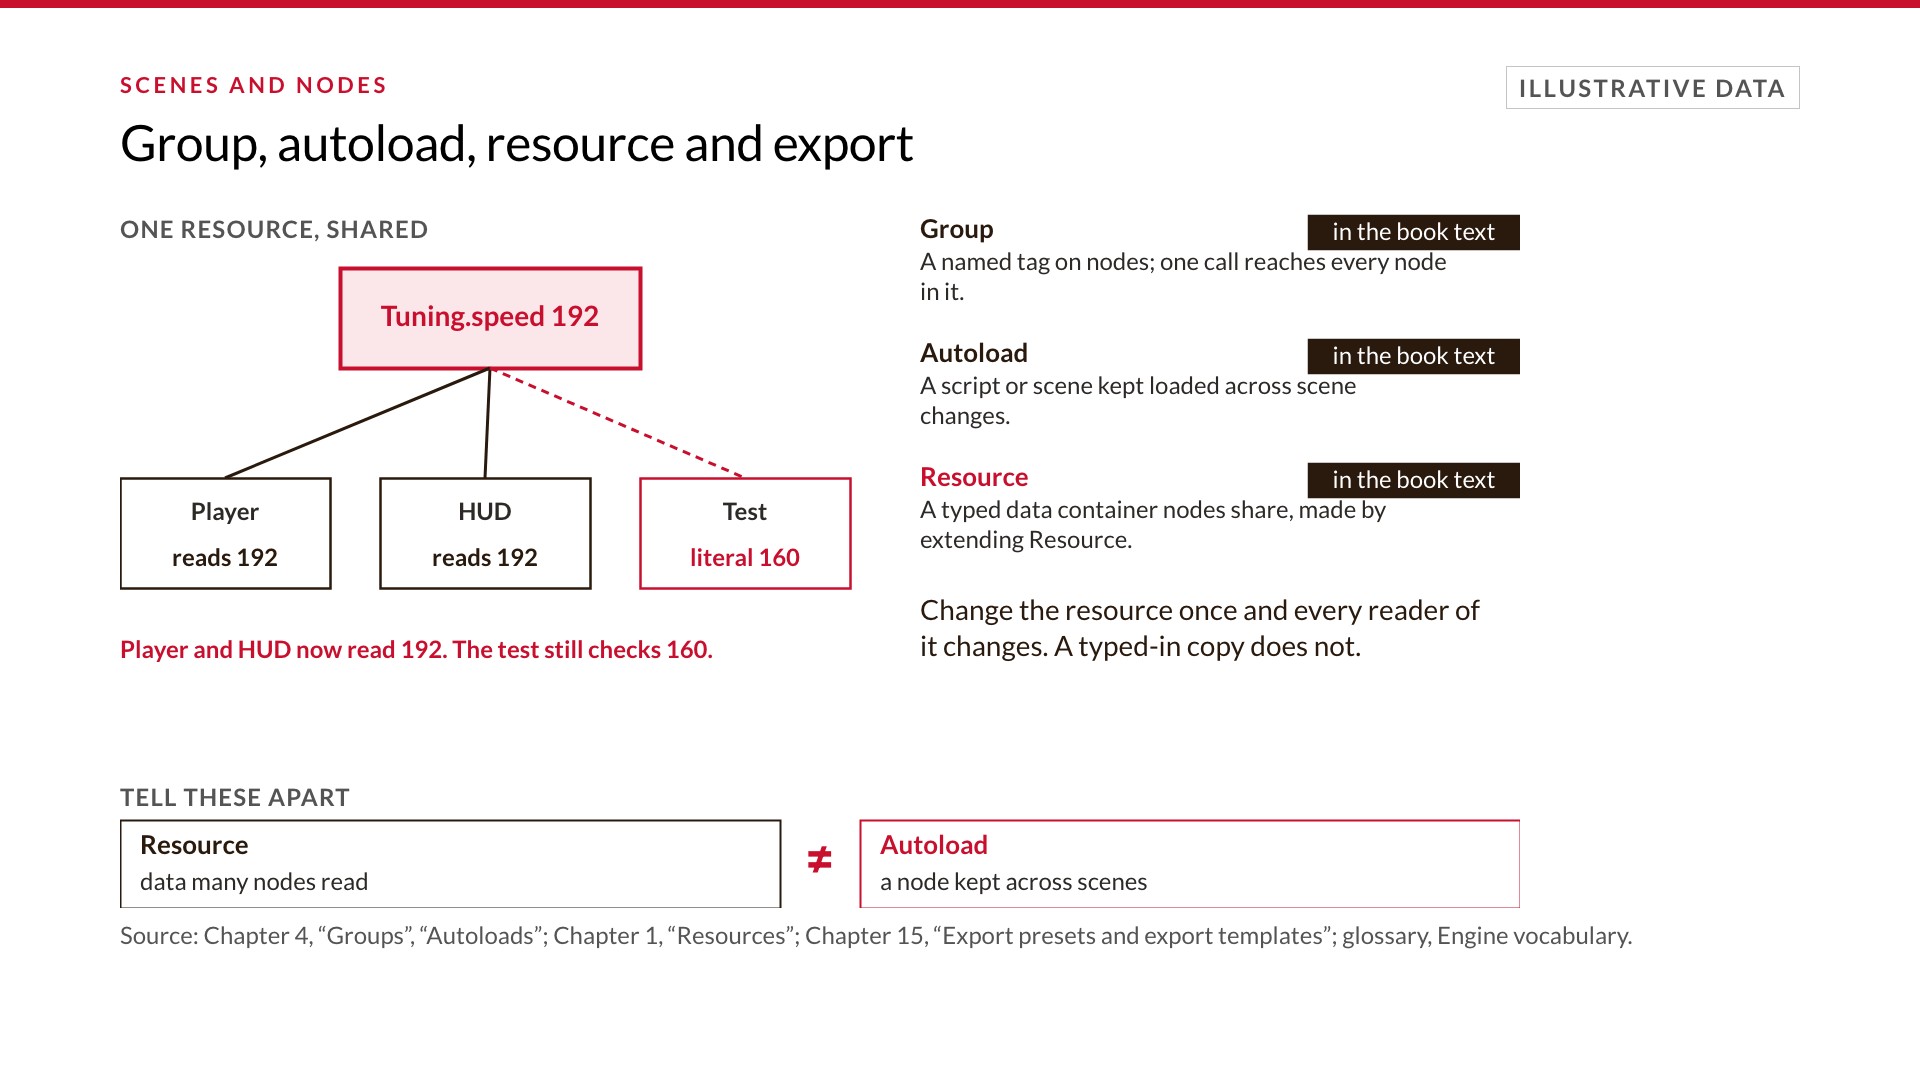 SCENES AND NODES
ILLUSTRATIVE DATA
Group, autoload, resource and export
ONE RESOURCE, SHARED
Tuning.speed 192
Player
reads 192
HUD
reads 192
Test
literal 160
Player and HUD now read 192. The test still checks 160.
Group
in the book text
A named tag on nodes; one call reaches every node
in it.
Autoload
in the book text
A script or scene kept loaded across scene
changes.
Resource
in the book text
A typed data container nodes share, made by
extending Resource.
Change the resource once and every reader of
it changes. A typed-in copy does not.
TELL THESE APART
Resource
data many nodes read
≠
Autoload
a node kept across scenes
Source: Chapter 4, “Groups”, “Autoloads”; Chapter 1, “Resources”; Chapter 15, “Export presets and export templates”; glossary, Engine vocabulary.